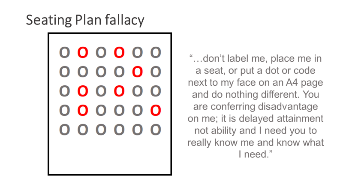 Seating Plan fallacy
O O O O O O
O O O O O O
O O O O O O
O O O O O O
O O O O O O
“…don’t label me, place me in
a seat, or put a dot or code
next to my face on an A4 page
and do nothing different. You
are conferring disadvantage
on me; it is delayed attainment
not ability and I need you to
really know me and know what
I need.”